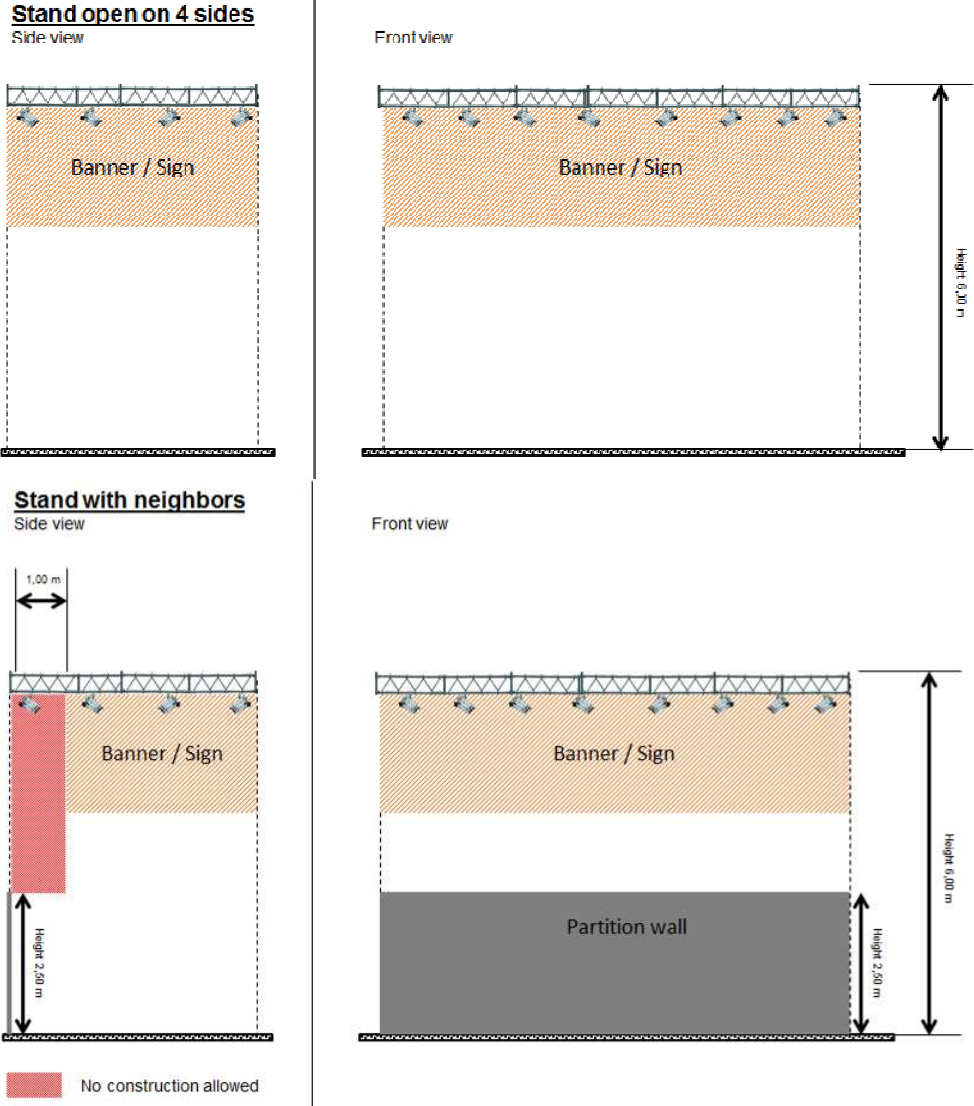 Stand open on 4 sides
Side view
Front view
Banner / Sign
Banner / Sign
Height 6,00 m
Stand with neighbors
Side view
Front view
1,00 m
Banner / Sign
Banner / Sign
Height 6,00 m
Partition wall
Height 2,50 m
Height 2,50 m
No construction allowed